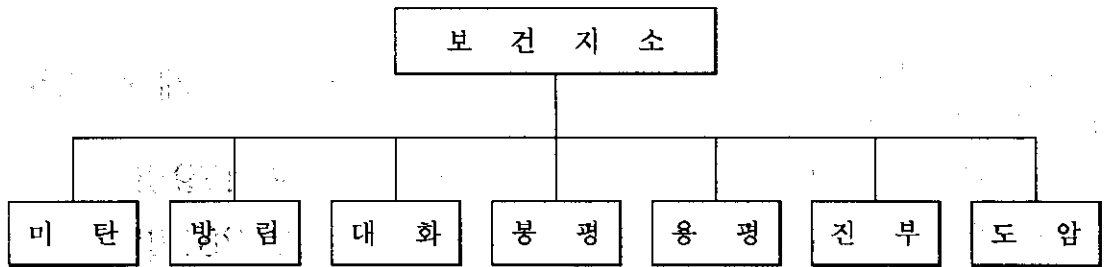 보 건 지 소
미 탄 방 림 대 화 봉 평 용 평 진 부 도 암